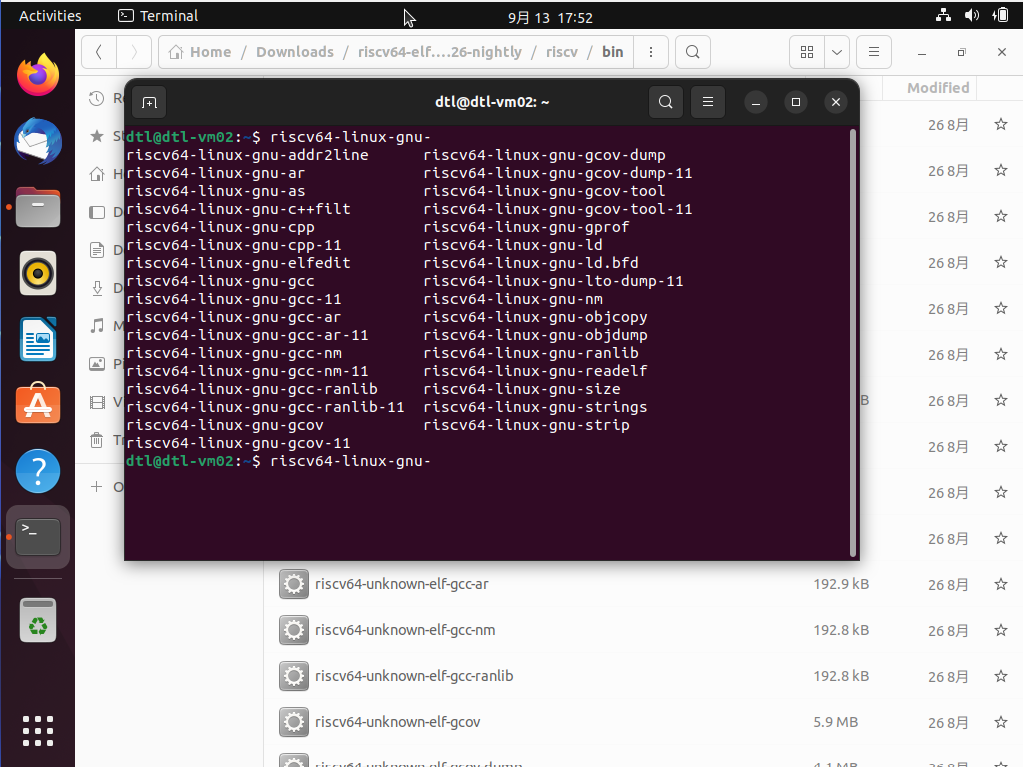 Activities Terminal 9月 13 17:52
Home / Downloads / riscv64-elf....26-nightly / riscv / bin
dtl@dtl-vm02: ~
Modified
dtl@dtl-vm02:~$ riscv64-linux-gnu-
riscv64-linux-gnu-addr2line riscv64-linux-gnu-gcov-dump
riscv64-linux-gnu-ar riscv64-linux-gnu-gcov-dump-11
riscv64-linux-gnu-as riscv64-linux-gnu-gcov-tool
riscv64-linux-gnu-c++filt riscv64-linux-gnu-gcov-tool-11
riscv64-linux-gnu-cpp riscv64-linux-gnu-gprof
riscv64-linux-gnu-cpp-11 riscv64-linux-gnu-ld
riscv64-linux-gnu-elfedit riscv64-linux-gnu-ld.bfd
riscv64-linux-gnu-gcc riscv64-linux-gnu-lto-dump-11
riscv64-linux-gnu-gcc-11 riscv64-linux-gnu-nm
riscv64-linux-gnu-gcc-ar riscv64-linux-gnu-objcopy
riscv64-linux-gnu-gcc-ar-11 riscv64-linux-gnu-objdump
riscv64-linux-gnu-gcc-nm riscv64-linux-gnu-ranlib
riscv64-linux-gnu-gcc-nm-11 riscv64-linux-gnu-readelf
riscv64-linux-gnu-gcc-ranlib riscv64-linux-gnu-size
riscv64-linux-gnu-gcc-ranlib-11 riscv64-linux-gnu-strings
riscv64-linux-gnu-gcov riscv64-linux-gnu-strip
riscv64-linux-gnu-gcov-11
dtl@dtl-vm02:~$ riscv64-linux-gnu-
26 8月
26 8月
26 8月
26 8月
26 8月
26 8月
B 26 8月
26 8月
26 8月
26 8月
riscv64-unknown-elf-gcc-ar 192.9 kB 26 8月
riscv64-unknown-elf-gcc-nm 192.8 kB 26 8月
riscv64-unknown-elf-gcc-ranlib 192.8 kB 26 8月
riscv64-unknown-elf-gcov 5.9 MB 26 8月